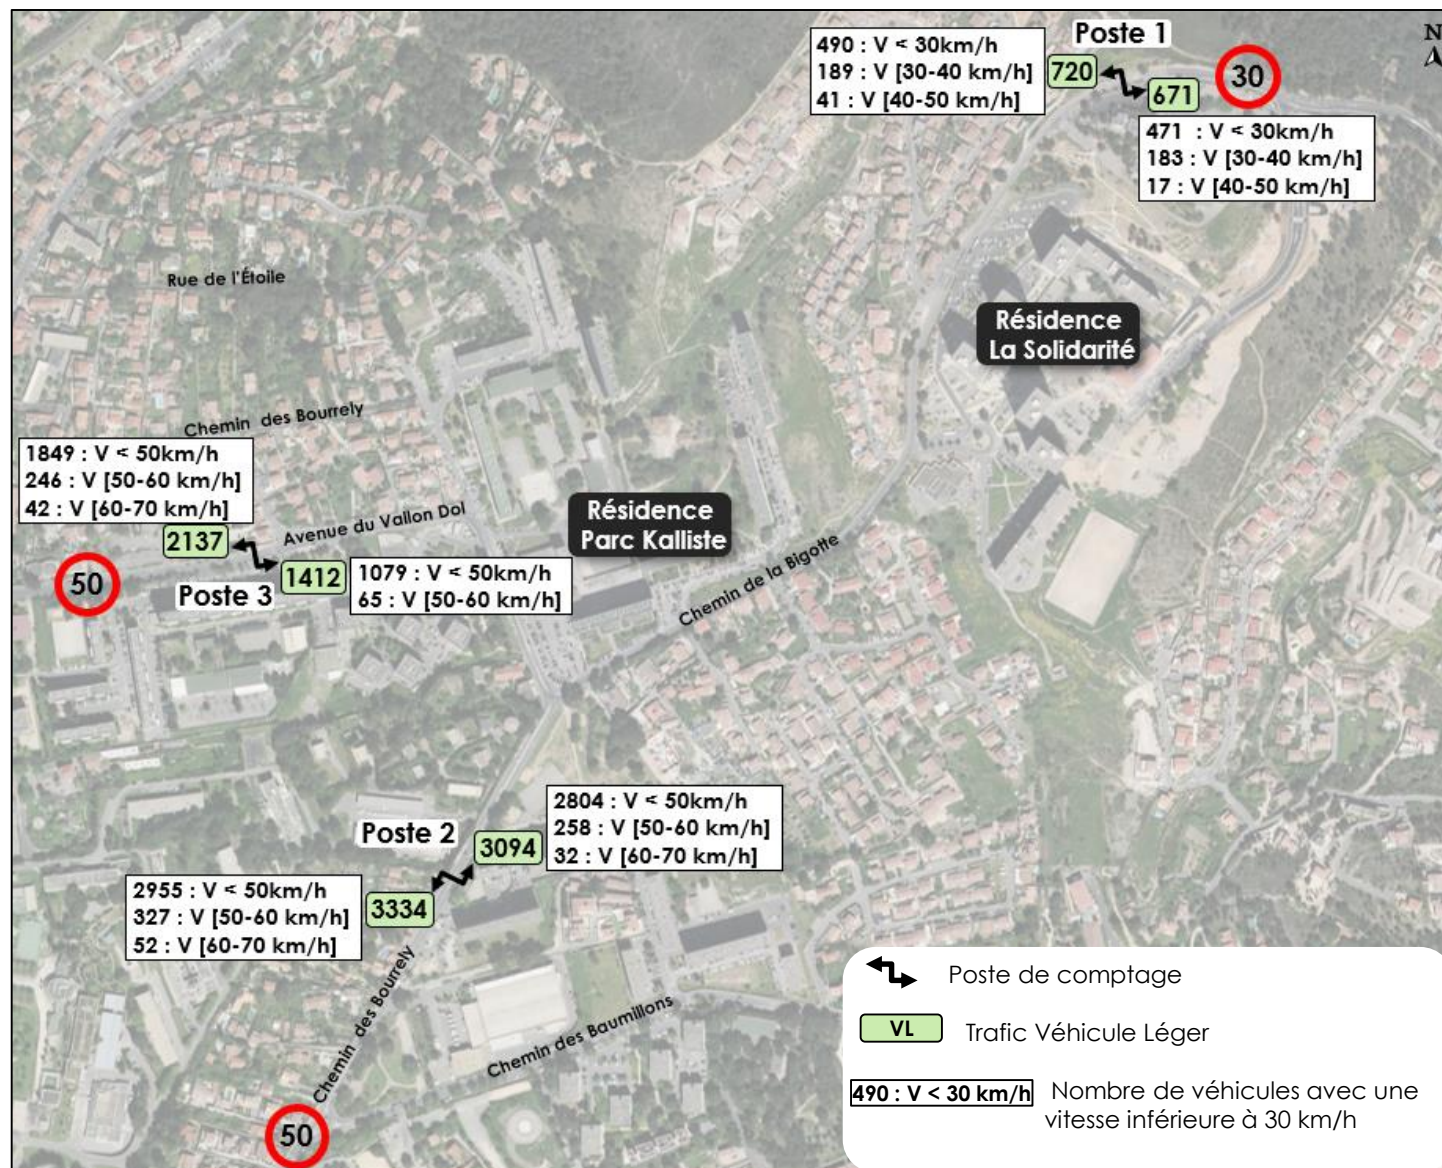 Poste 1
N
490 : V < 30km/h
189 : V [30-40 km/h]
41 : V [40-50 km/h]
720
671
30
471 : V < 30km/h
183 : V [30-40 km/h]
17 : V [40-50 km/h]
Rue de l'Étoile
Résidence
La Solidarité
Chemin des Bourrely
1849 : V < 50km/h
246 : V [50-60 km/h]
42 : V [60-70 km/h]
2137
Avenue du Vallon Dol
Résidence
Parc Kalliste
50
Poste 3
1412
1079 : V < 50km/h
65 : V [50-60 km/h]
Chemin de la Bigotte
2804 : V < 50km/h
258 : V [50-60 km/h]
32 : V [60-70 km/h]
Poste 2
3094
2955 : V < 50km/h
327 : V [50-60 km/h]
52 : V [60-70 km/h]
3334
Chemin des Bourrely
Chemin des Baumillons
50
Poste de comptage
VL
Trafic Véhicule Léger
490 : V < 30 km/h
Nombre de véhicules avec une
vitesse inférieure à 30 km/h